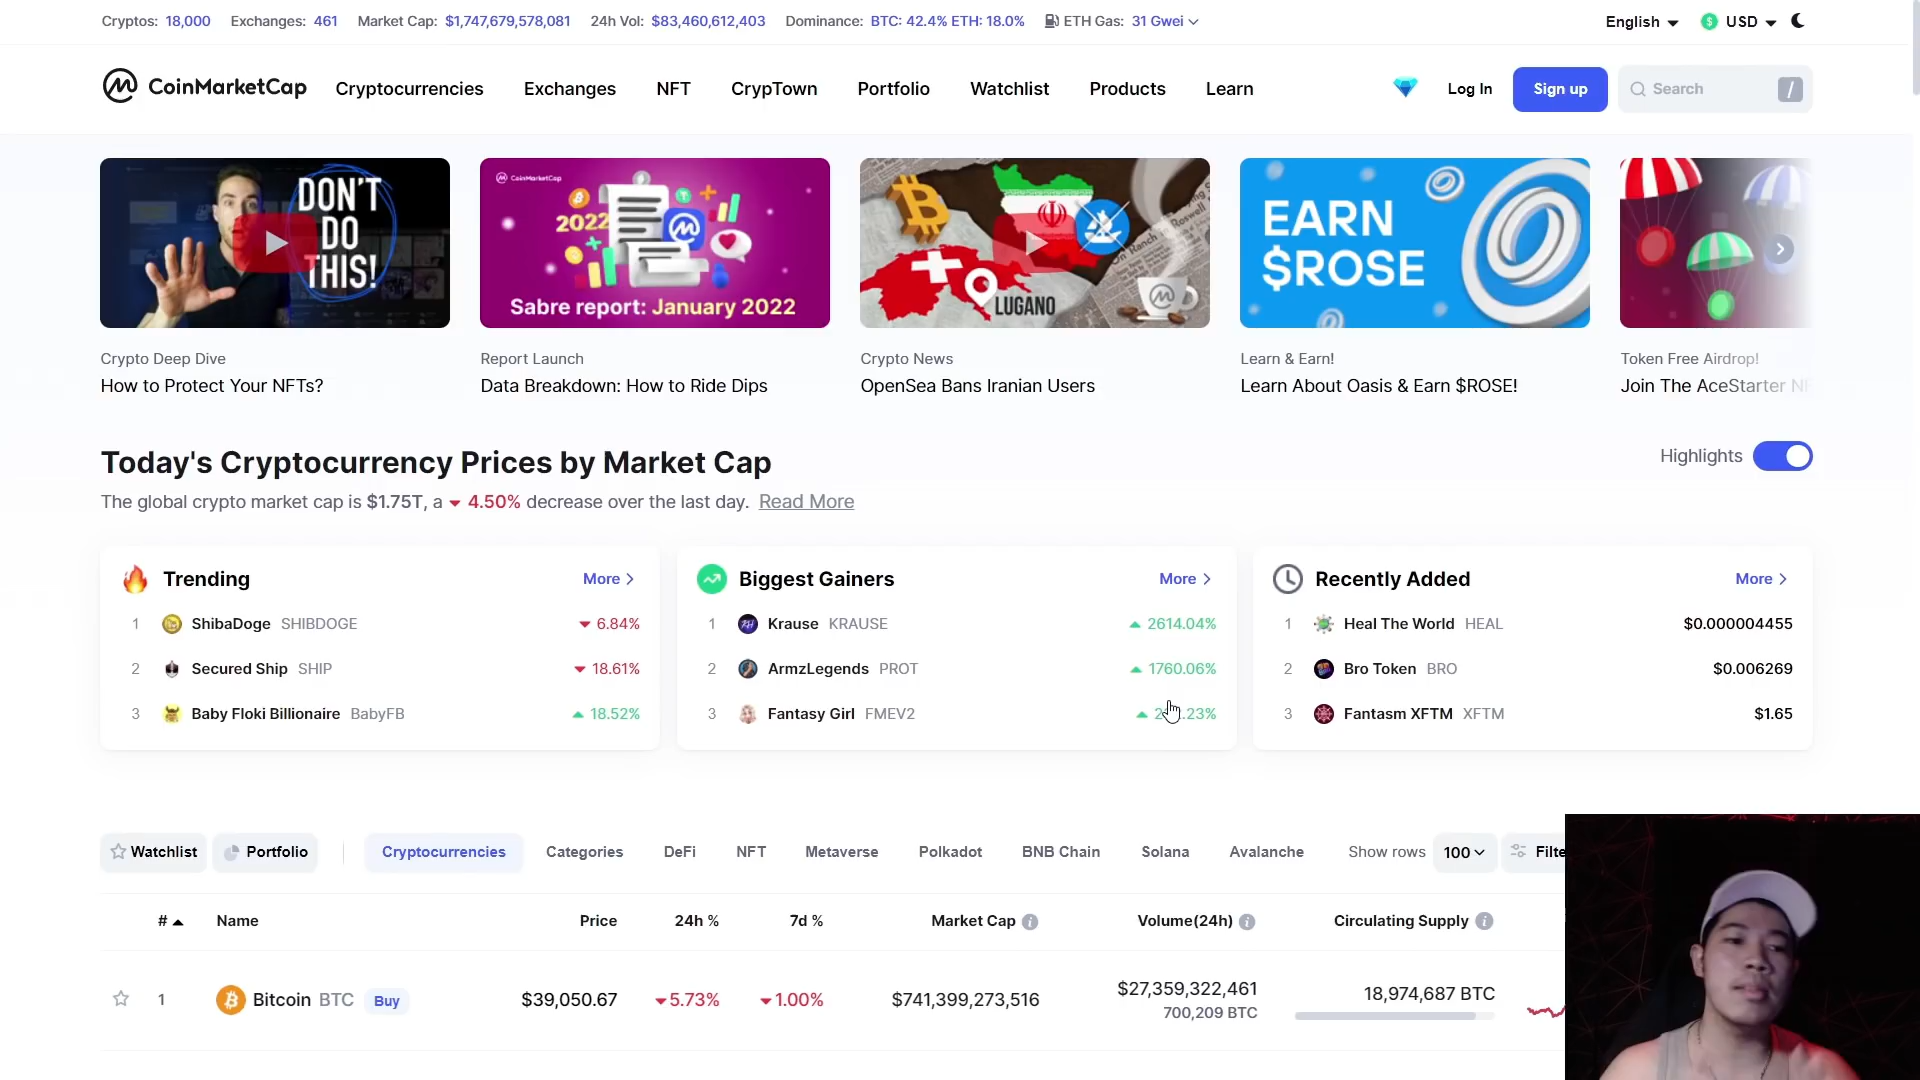 Cryptos: 18,000 Exchanges: 461 Market Cap: $1,747,679,578,081 24h Vol: $83,460,612,403 Dominance: BTC: 42.4% ETH: 18.0% ETH Gas: 31 Gwei English USD
CoinMarketCap Cryptocurrencies Exchanges NFT CrypTown Portfolio Watchlist Products Learn Log In Sign up Search /
DON'T
DO
THIS!
CoinMarketCap
2022
Sabre report: January 2022
LUGANO
EARN
$ROSE
Crypto Deep Dive
How to Protect Your NFTs?
Report Launch
Data Breakdown: How to Ride Dips
Crypto News
OpenSea Bans Iranian Users
Learn & Earn!
Learn About Oasis & Earn $ROSE!
Token Free Airdrop!
Join The AceStarter
Today's Cryptocurrency Prices by Market Cap
Highlights
The global crypto market cap is $1.75T, a 4.50% decrease over the last day. Read More
Trending More
1 ShibaDoge SHIBDOGE 6.84%
2 Secured Ship SHIP 18.61%
3 Baby Floki Billionaire BabyFB 18.52%
Biggest Gainers More
1 Krause KRAUSE 2614.04%
2 ArmzLegends PROT 1760.06%
3 Fantasy Girl FMEV2
Recently Added More
1 Heal The World HEAL $0.000004455
2 Bro Token BRO $0.006269
3 Fantasm XFTM XFTM $1.65
Watchlist Portfolio Cryptocurrencies Categories DeFi NFT Metaverse Polkadot BNB Chain Solana Avalanche Show rows 100 Filte
# Name Price 24h % 7d % Market Cap Volume(24h) Circulating Supply
1 Bitcoin BTC Buy $39,050.67 5.73% 1.00% $741,399,273,516 $27,359,322,461 18,974,687 BTC
700,209 BTC